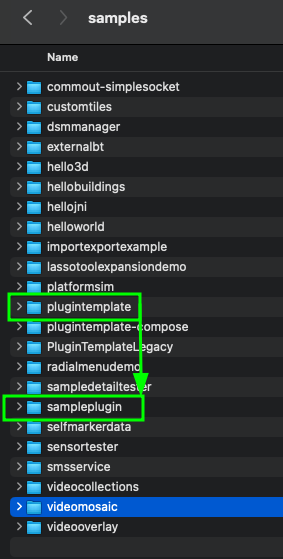 samples
Name
commout-simplesocket
customtiles
dsmmanager
externalbt
hello3d
hellobuildings
hellojni
helloworld
importexportexample
lassotoolexpansiondemo
platformsim
plugintemplate
plugintemplate-compose
PluginTemplateLegacy
radialmenudemo
sampledetailtester
sampleplugin
selfmarkerdata
sensortester
smsservice
videocollections
videomosaic
videooverlay